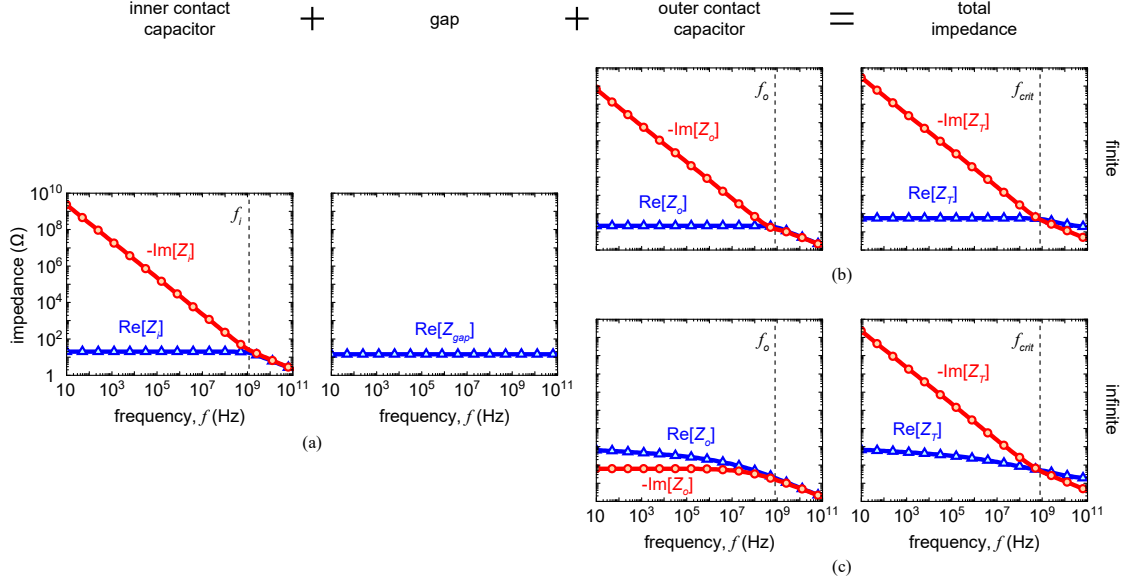 inner contact
capacitor
+
gap
+
outer contact
capacitor
=
total
impedance
f_o
-Im[Z_o]
Re[Z_o]
(b)
f_crit
-Im[Z_T]
Re[Z_T]
finite
impedance (Ω)
10^10
10^8
10^6
10^4
10^2
1
f_i
-Im[Z_i]
Re[Z_i]
10 10^3 10^5 10^7 10^9 10^11
frequency, f (Hz)
Re[Z_gap]
10 10^3 10^5 10^7 10^9 10^11
frequency, f (Hz)
(a)
f_o
Re[Z_o]
-Im[Z_o]
10 10^3 10^5 10^7 10^9 10^11
frequency, f (Hz)
f_crit
-Im[Z_T]
Re[Z_T]
10 10^3 10^5 10^7 10^9 10^11
frequency, f (Hz)
infinite
(c)